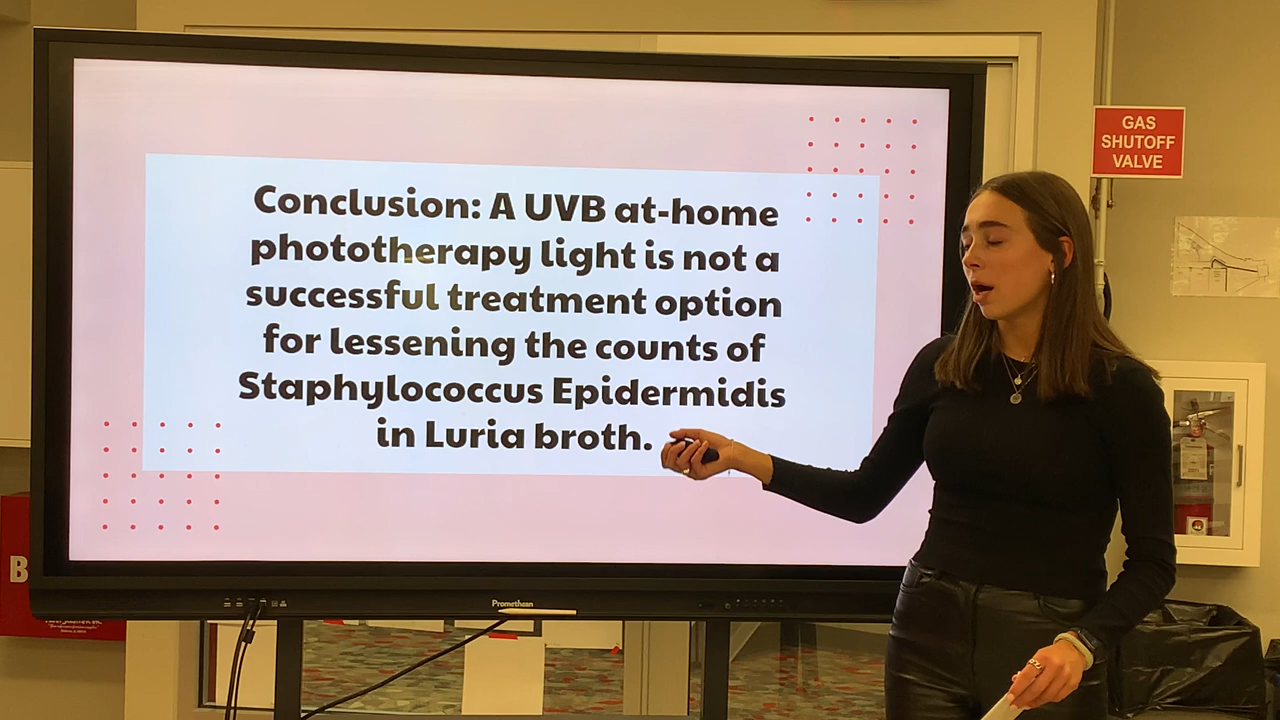 Conclusion: A UVB at-home
phototherapy light is not a
successful treatment option
for lessening the counts of
Staphylococcus Epidermidis
in Luria broth.
GAS
SHUTOFF
VALVE
B
Promethean